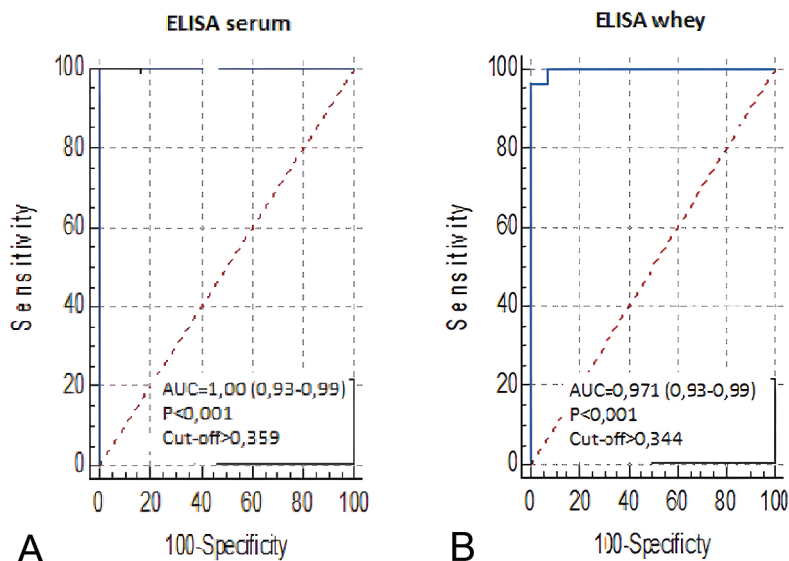 ELISA serum
100
80
60
40
20
0
Sensitivity
AUC=1,00 (0,93-0,99)
P<0,001
Cut-off>0,359
0 20 40 60 80 100
100-Specificity
A
ELISA whey
100
80
60
40
20
0
Sensitivity
AUC=0,971 (0,93-0,99)
P<0,001
Cut-off>0,344
0 20 40 60 80 100
100-Specificty
B